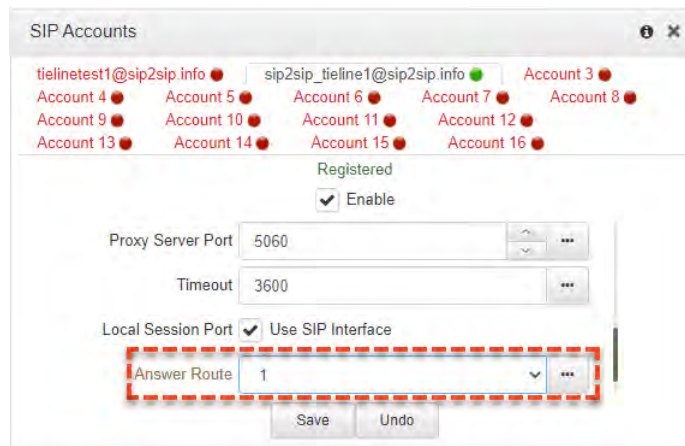 SIP Accounts
tielinetest1@sip2sip.info sip2sip_tieline1@sip2sip.info Account 3
Account 4 Account 5 Account 6 Account 7 Account 8
Account 9 Account 10 Account 11 Account 12
Account 13 Account 14 Account 15 Account 16
Registered
Enable
Proxy Server Port 5060
Timeout 3600
Local Session Port Use SIP Interface
Answer Route 1
Save Undo